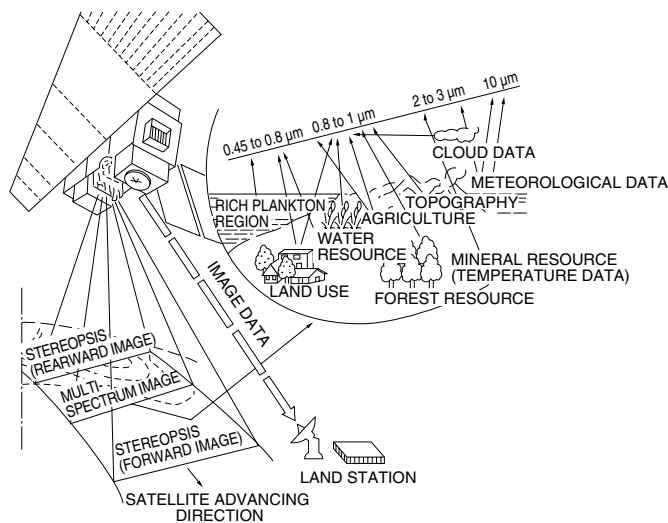 0.45 to 0.8 µm
0.8 to 1 µm
2 to 3 µm
10 µm
CLOUD DATA
METEOROLOGICAL DATA
TOPOGRAPHY
RICH PLANKTON
REGION
AGRICULTURE
WATER
RESOURCE
MINERAL RESOURCE
(TEMPERATURE DATA)
LAND USE
FOREST RESOURCE
IMAGE DATA
STEREOPSIS
(REARWARD IMAGE)
MULTI-
SPECTRUM IMAGE
STEREOPSIS
(FORWARD IMAGE)
LAND STATION
SATELLITE ADVANCING
DIRECTION